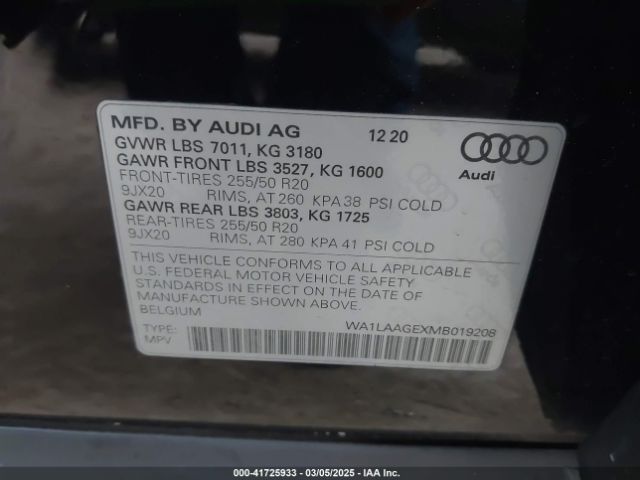 MFD. BY AUDI AG 12 20
GVWR LBS 7011, KG 3180
GAWR FRONT LBS 3527, KG 1600
FRONT-TIRES 255/50 R20
9JX20 RIMS, AT 260 KPA 38 PSI COLD
GAWR REAR LBS 3803, KG 1725
REAR-TIRES 255/50 R20
9JX20 RIMS, AT 280 KPA 41 PSI COLD
Audi
THIS VEHICLE CONFORMS TO ALL APPLICABLE
U.S. FEDERAL MOTOR VEHICLE SAFETY
STANDARDS IN EFFECT ON THE DATE OF
MANUFACTURE SHOWN ABOVE.
BELGIUM
WA1LAAGEXMB019208
TYPE:
MPV
000-41725933 - 03/05/2025 - IAA Inc.